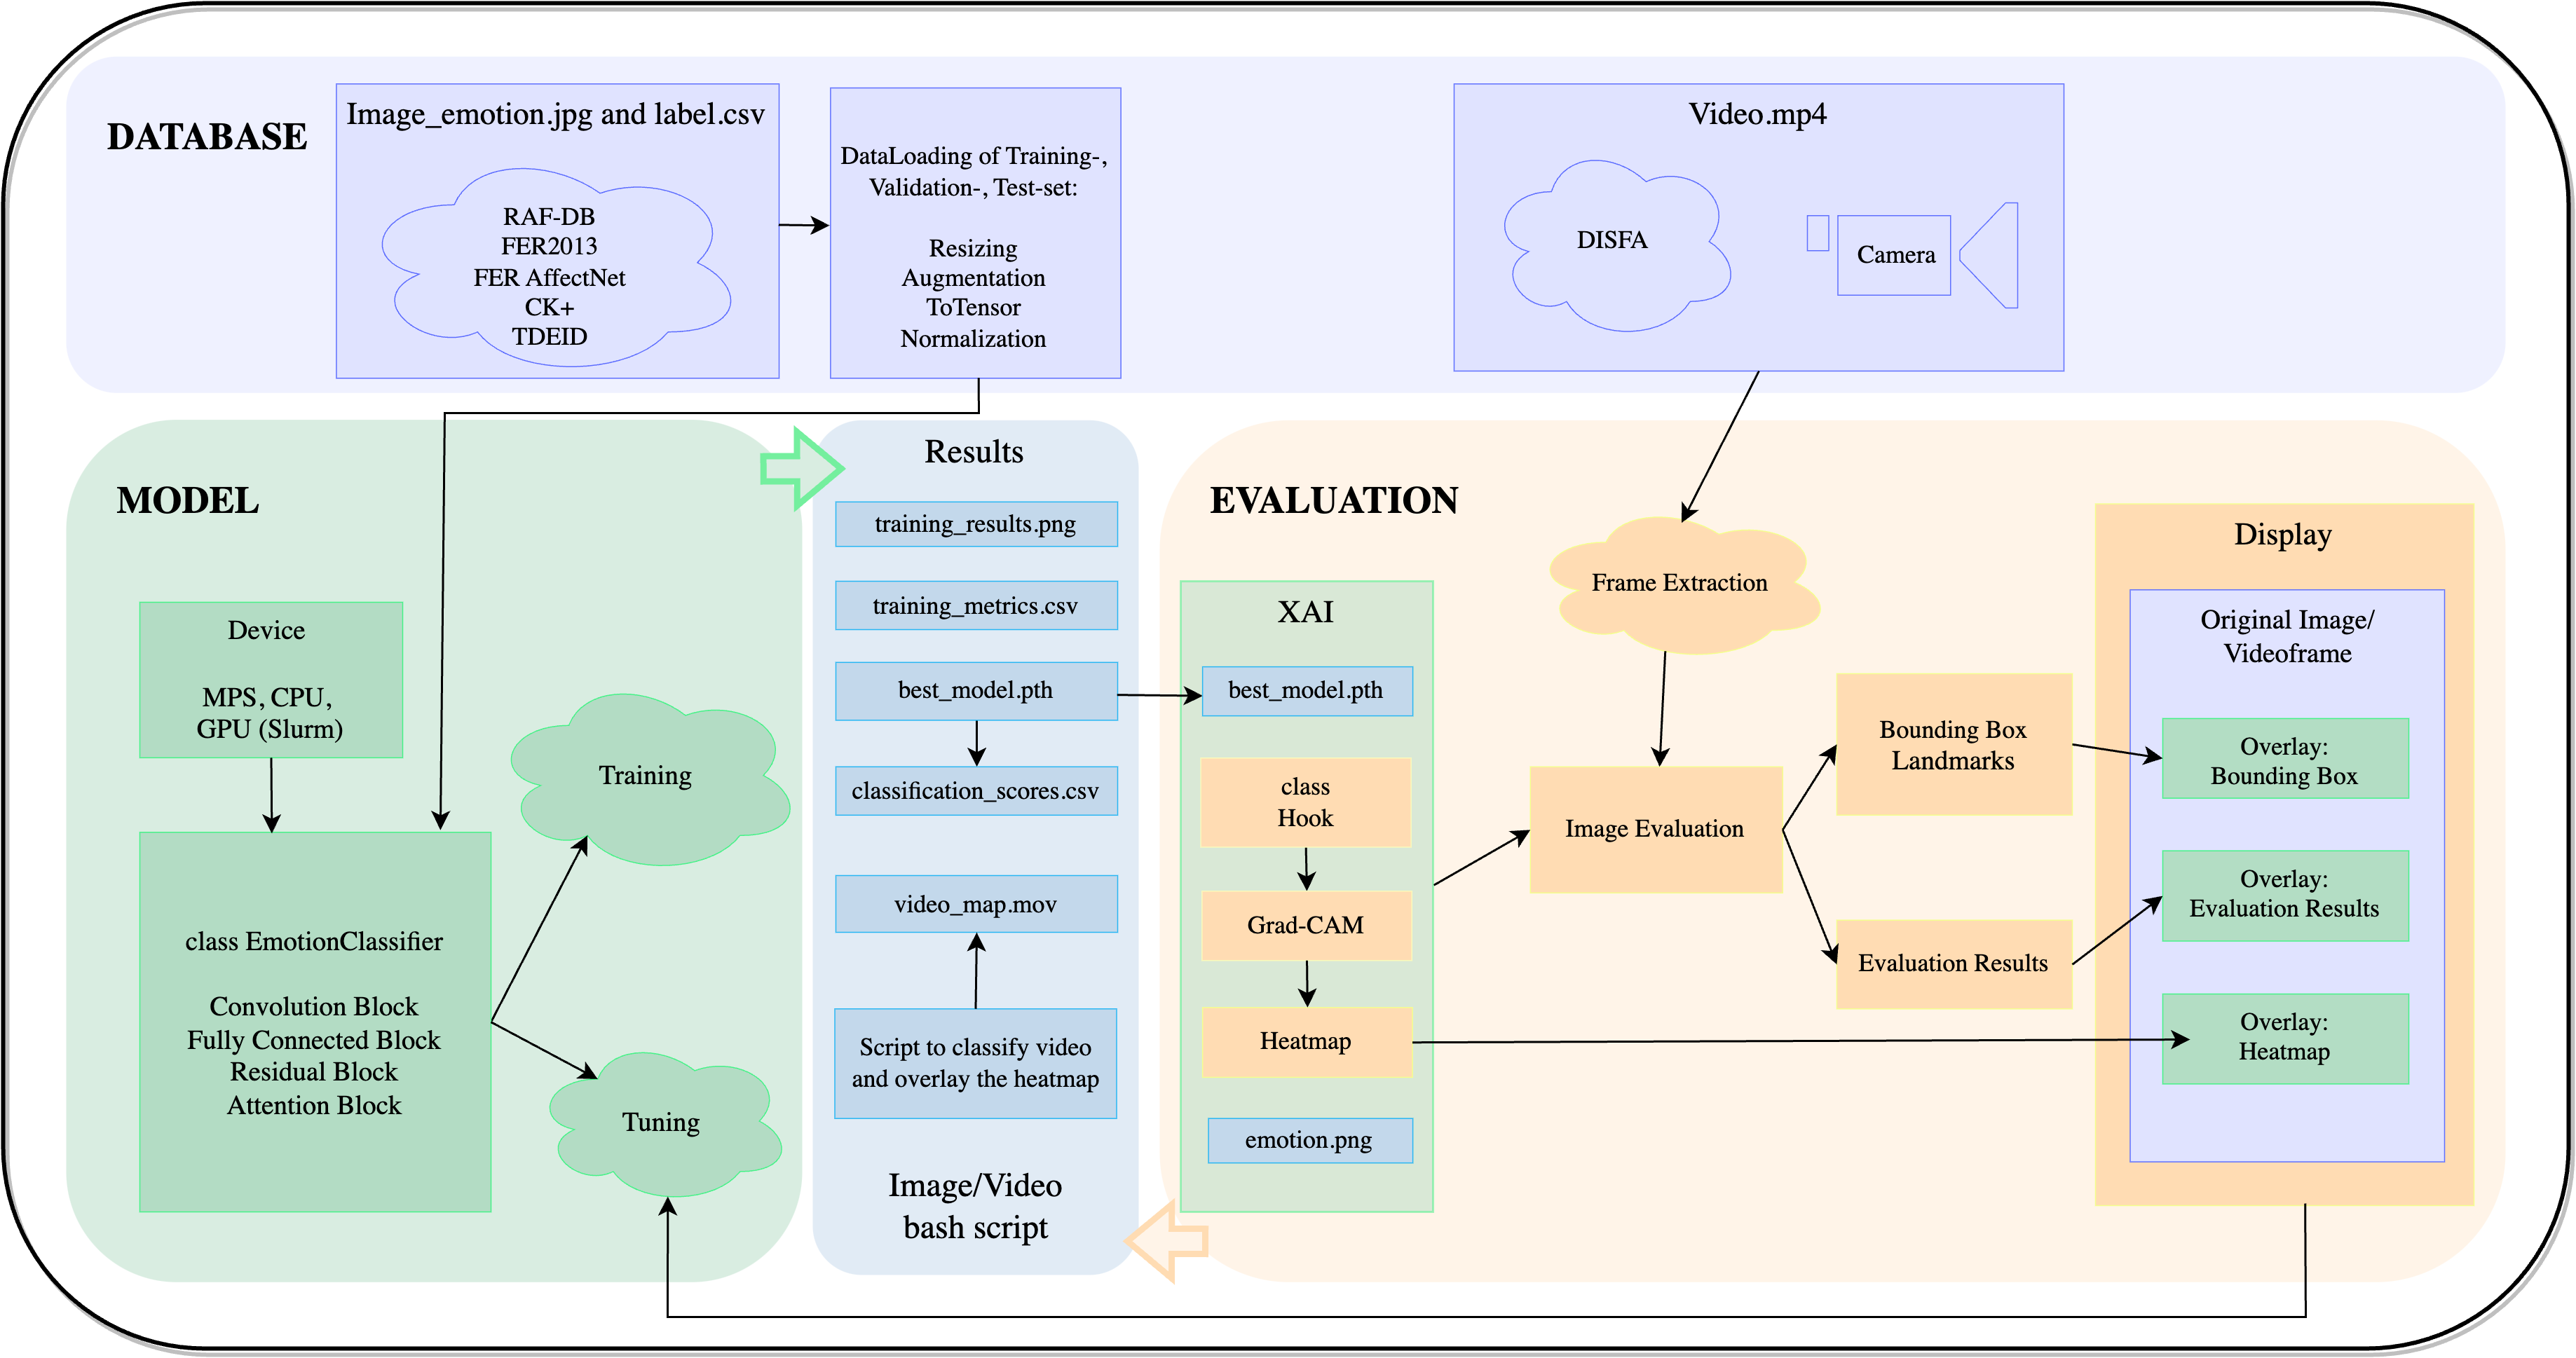 DATABASE
Image_emotion.jpg and label.csv
RAF-DB
FER2013
FER AffectNet
CK+
TDEID
DataLoading of Training-,
Validation-, Test-set:
Resizing
Augmentation
ToTensor
Normalization
Video.mp4
DISFA
Camera
MODEL
Device
MPS, CPU,
GPU (Slurm)
class EmotionClassifier
Convolution Block
Fully Connected Block
Residual Block
Attention Block
Training
Tuning
Results
training_results.png
training_metrics.csv
best_model.pth
classification_scores.csv
video_map.mov
Script to classify video
and overlay the heatmap
Image/Video
bash script
EVALUATION
XAI
best_model.pth
class
Hook
Grad-CAM
Heatmap
emotion.png
Frame Extraction
Image Evaluation
Bounding Box
Landmarks
Evaluation Results
Display
Original Image/
Videoframe
Overlay:
Bounding Box
Overlay:
Evaluation Results
Overlay:
Heatmap